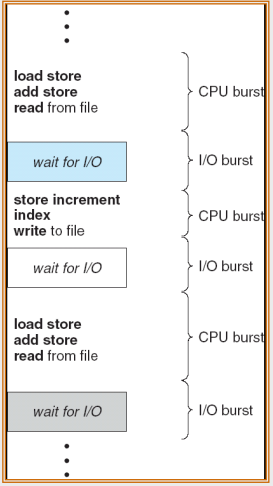 load store
add store
read from file
CPU burst
wait for I/O
I/O burst
store increment
index
write to file
CPU burst
wait for I/O
I/O burst
load store
add store
read from file
CPU burst
wait for I/O
I/O burst